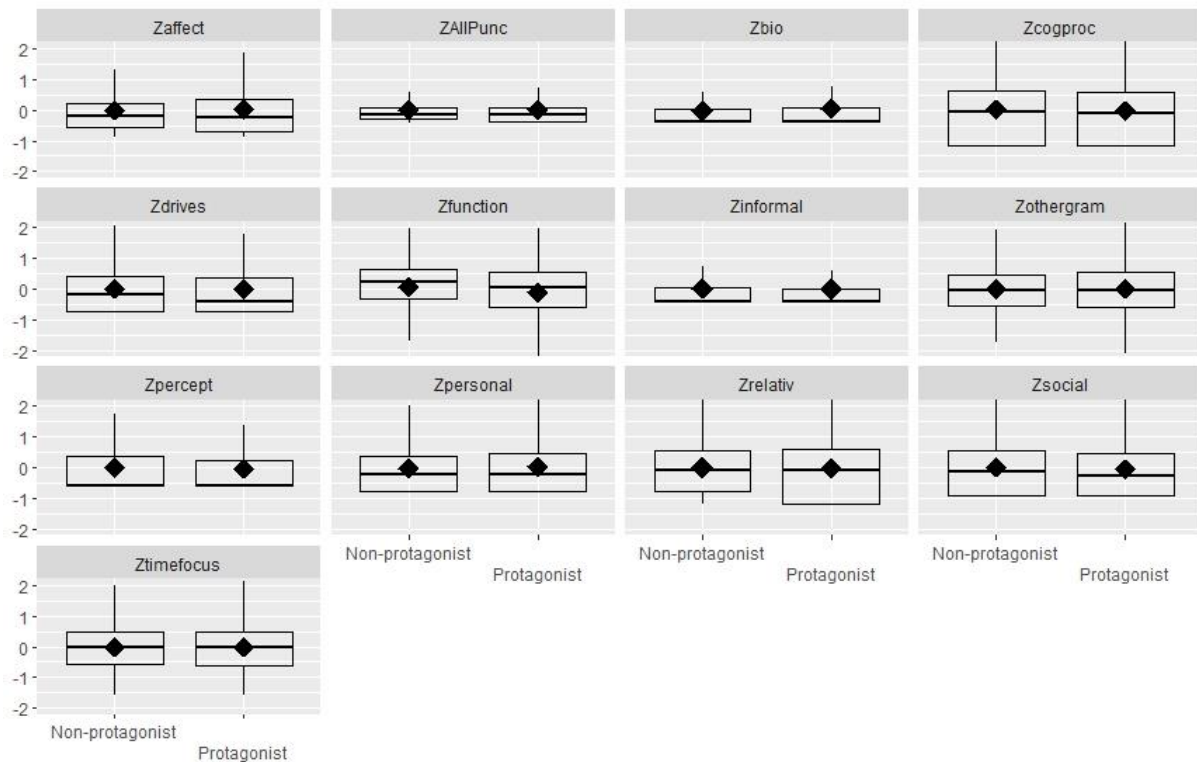 Zaffect
ZAllPunc
Zbio
Zcogproc
2
1
0
-1
-2
Zdrives
Zfunction
Zinformal
Zothergram
2
1
0
-1
-2
Zpercept
Zpersonal
Zrelativ
Zsocial
2
1
0
-1
-2
Non-protagonist
Protagonist
Non-protagonist
Protagonist
Non-protagonist
Protagonist
Ztimefocus
2
1
0
-1
-2
Non-protagonist
Protagonist